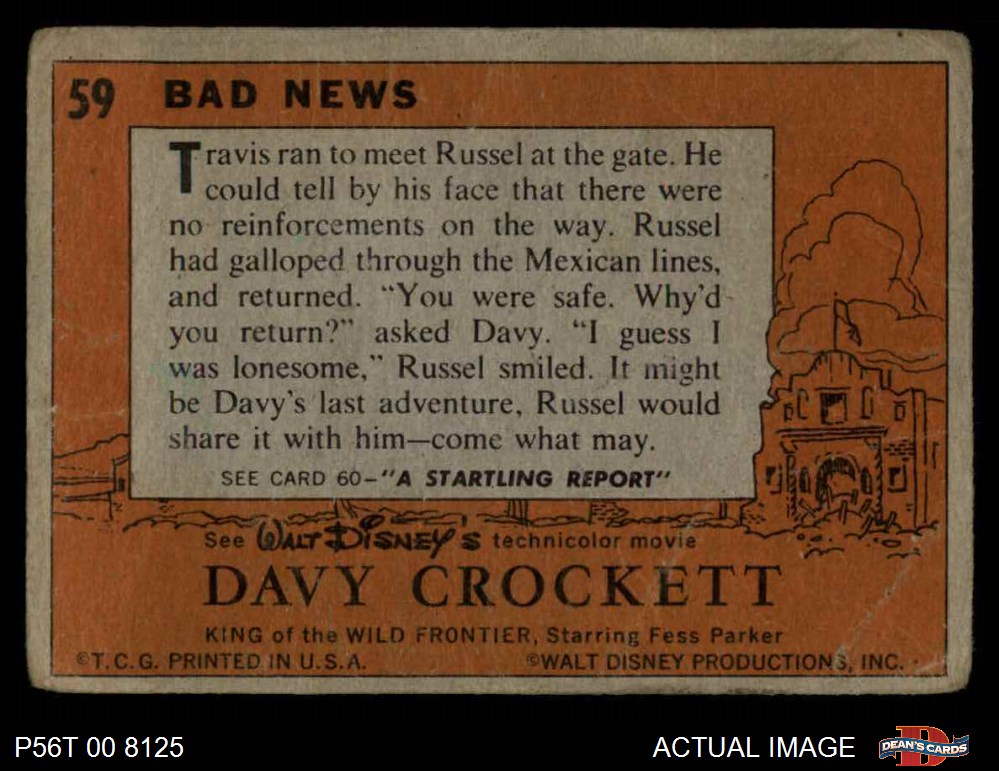 59 BAD NEWS
Travis ran to meet Russel at the gate. He
could tell by his face that there were
no reinforcements on the way. Russel
had galloped through the Mexican lines,
and returned. “You were safe. Why’d
you return?” asked Davy. “I guess I
was lonesome,” Russel smiled. It might
be Davy’s last adventure, Russel would
share it with him—come what may.
SEE CARD 60–"A STARTLING REPORT"
See WALT DISNEY'S technicolor movie
DAVY CROCKETT
KING of the WILD FRONTIER, Starring Fess Parker
©T.C.G. PRINTED IN U.S.A. ©WALT DISNEY PRODUCTIONS, INC.
P56T 00 8125 ACTUAL IMAGE DEAN'S CARDS